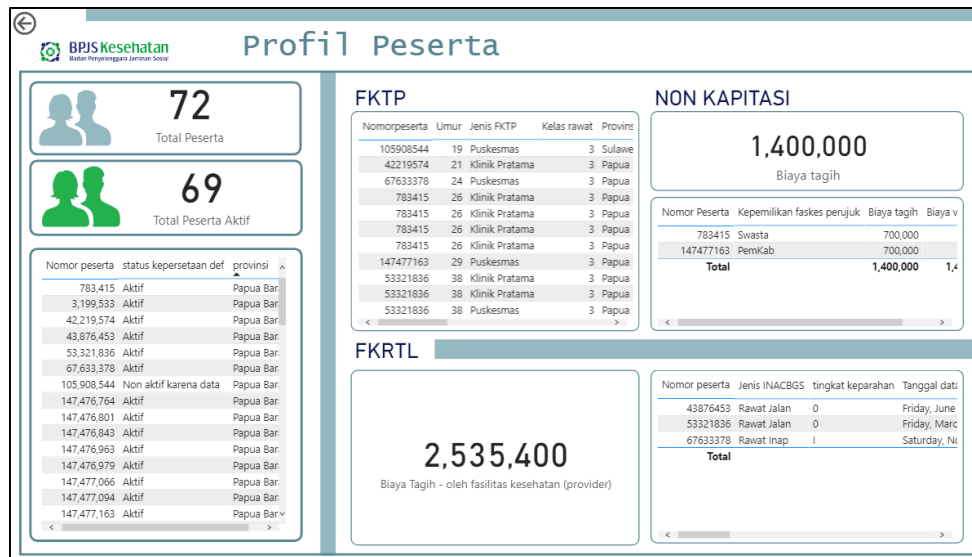 BPJS Kesehatan
Badan Penyelenggara Jaminan Sosial
Profil Peserta
72
Total Peserta
69
Total Peserta Aktif
Nomor peserta status kepersetaan def provinsi
783,415 Aktif Papua Bar
3,199,533 Aktif Papua Bar
42,219,574 Aktif Papua Bar
43,876,453 Aktif Papua Bar
53,321,836 Aktif Papua Bar
67,633,378 Aktif Papua Bar
105,908,544 Non aktif karena data Papua Bar
147,476,764 Aktif Papua Bar
147,476,801 Aktif Papua Bar
147,476,843 Aktif Papua Bar
147,476,963 Aktif Papua Bar
147,476,979 Aktif Papua Bar
147,477,066 Aktif Papua Bar
147,477,094 Aktif Papua Bar
147,477,163 Aktif Papua Bar
FKTP
Nomorpeserta Umur Jenis FKTP Kelas rawat Provins
105908544 19 Puskesmas 3 Sulawe
42219574 21 Klinik Pratama 3 Papua
67633378 24 Puskesmas 3 Papua
783415 26 Klinik Pratama 3 Papua
783415 26 Klinik Pratama 3 Papua
783415 26 Klinik Pratama 3 Papua
783415 26 Klinik Pratama 3 Papua
147477163 29 Puskesmas 3 Papua
53321836 38 Klinik Pratama 3 Papua
53321836 38 Klinik Pratama 3 Papua
53321836 38 Puskesmas 3 Papua
NON KAPITASI
1,400,000
Biaya tagih
Nomor Peserta Kepemilikan faskes perujuk Biaya tagih Biaya v
783415 Swasta 700,000
147477163 PemKab 700,000
Total 1,400,000 1,4
FKRTL
2,535,400
Biaya Tagih - oleh fasilitas kesehatan (provider)
Nomor peserta Jenis INACBGS tingkat keparahan Tanggal data
43876453 Rawat Jalan 0 Friday, June
53321836 Rawat Jalan 0 Friday, Marc
67633378 Rawat Inap I Saturday, No
Total